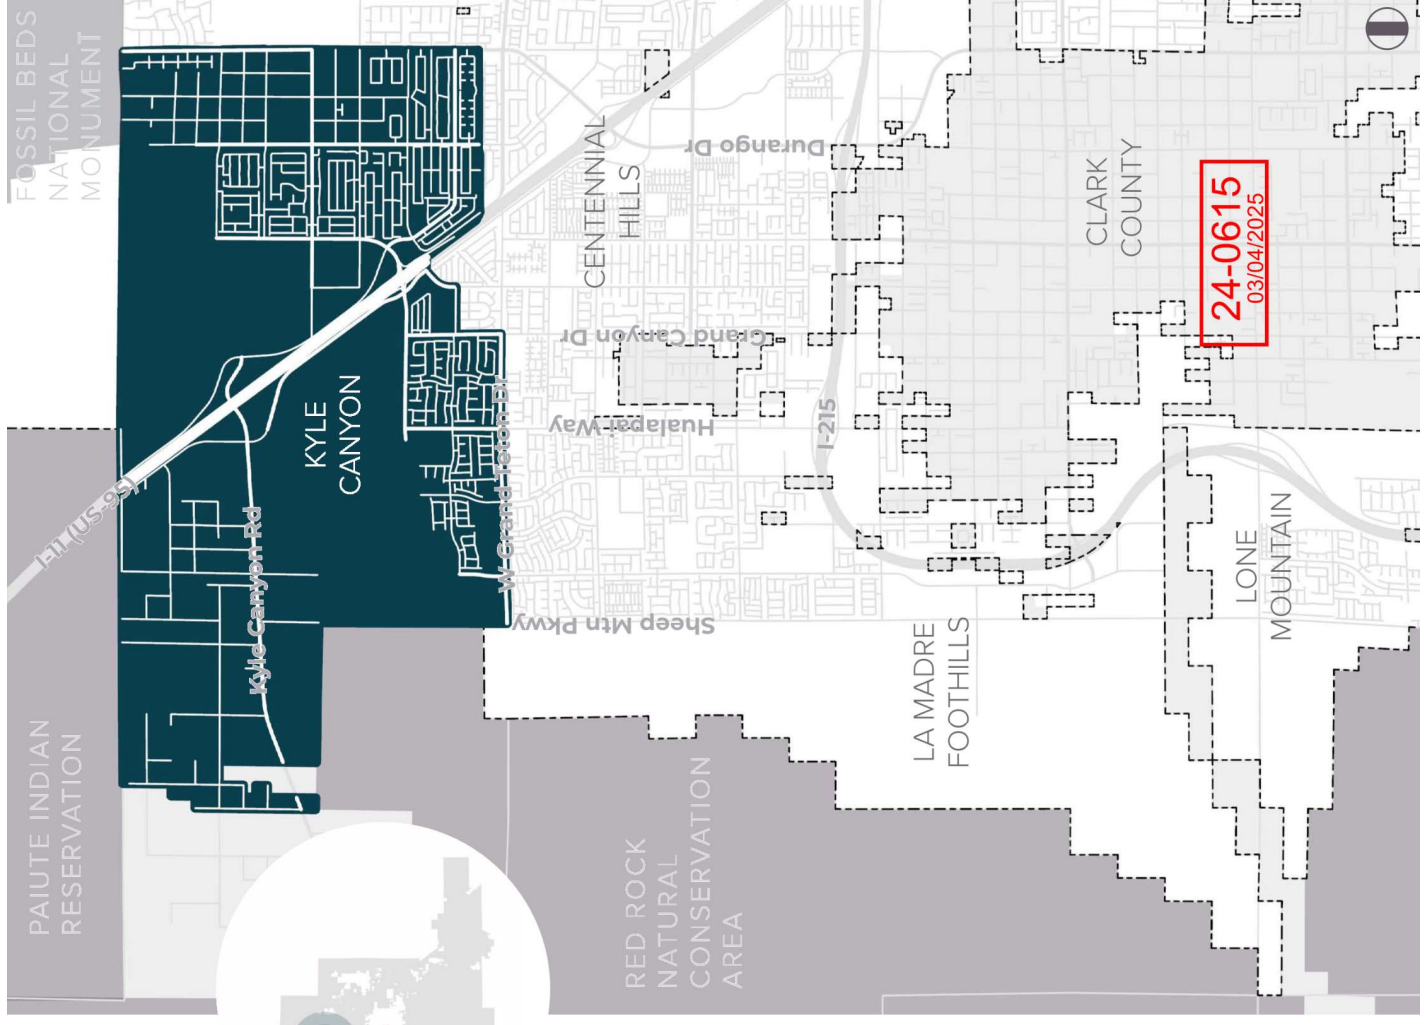 FOSSIL BEDS
NATIONAL
MONUMENT
CENTENNIAL
HILLS
Durango Dr
CLARK
COUNTY
24-0615
03/04/2025
Grand Canyon Dr
KYLE
CANYON
Hualapai Way
I-215
I-11 (US-95)
Kyle Canyon Rd
W Grand Teton Dr
Sheep Mtn Pkwy
LONE
MOUNTAIN
LA MADRE
FOOTHILLS
PAIUTE INDIAN
RESERVATION
RED ROCK
NATURAL
CONSERVATION
AREA